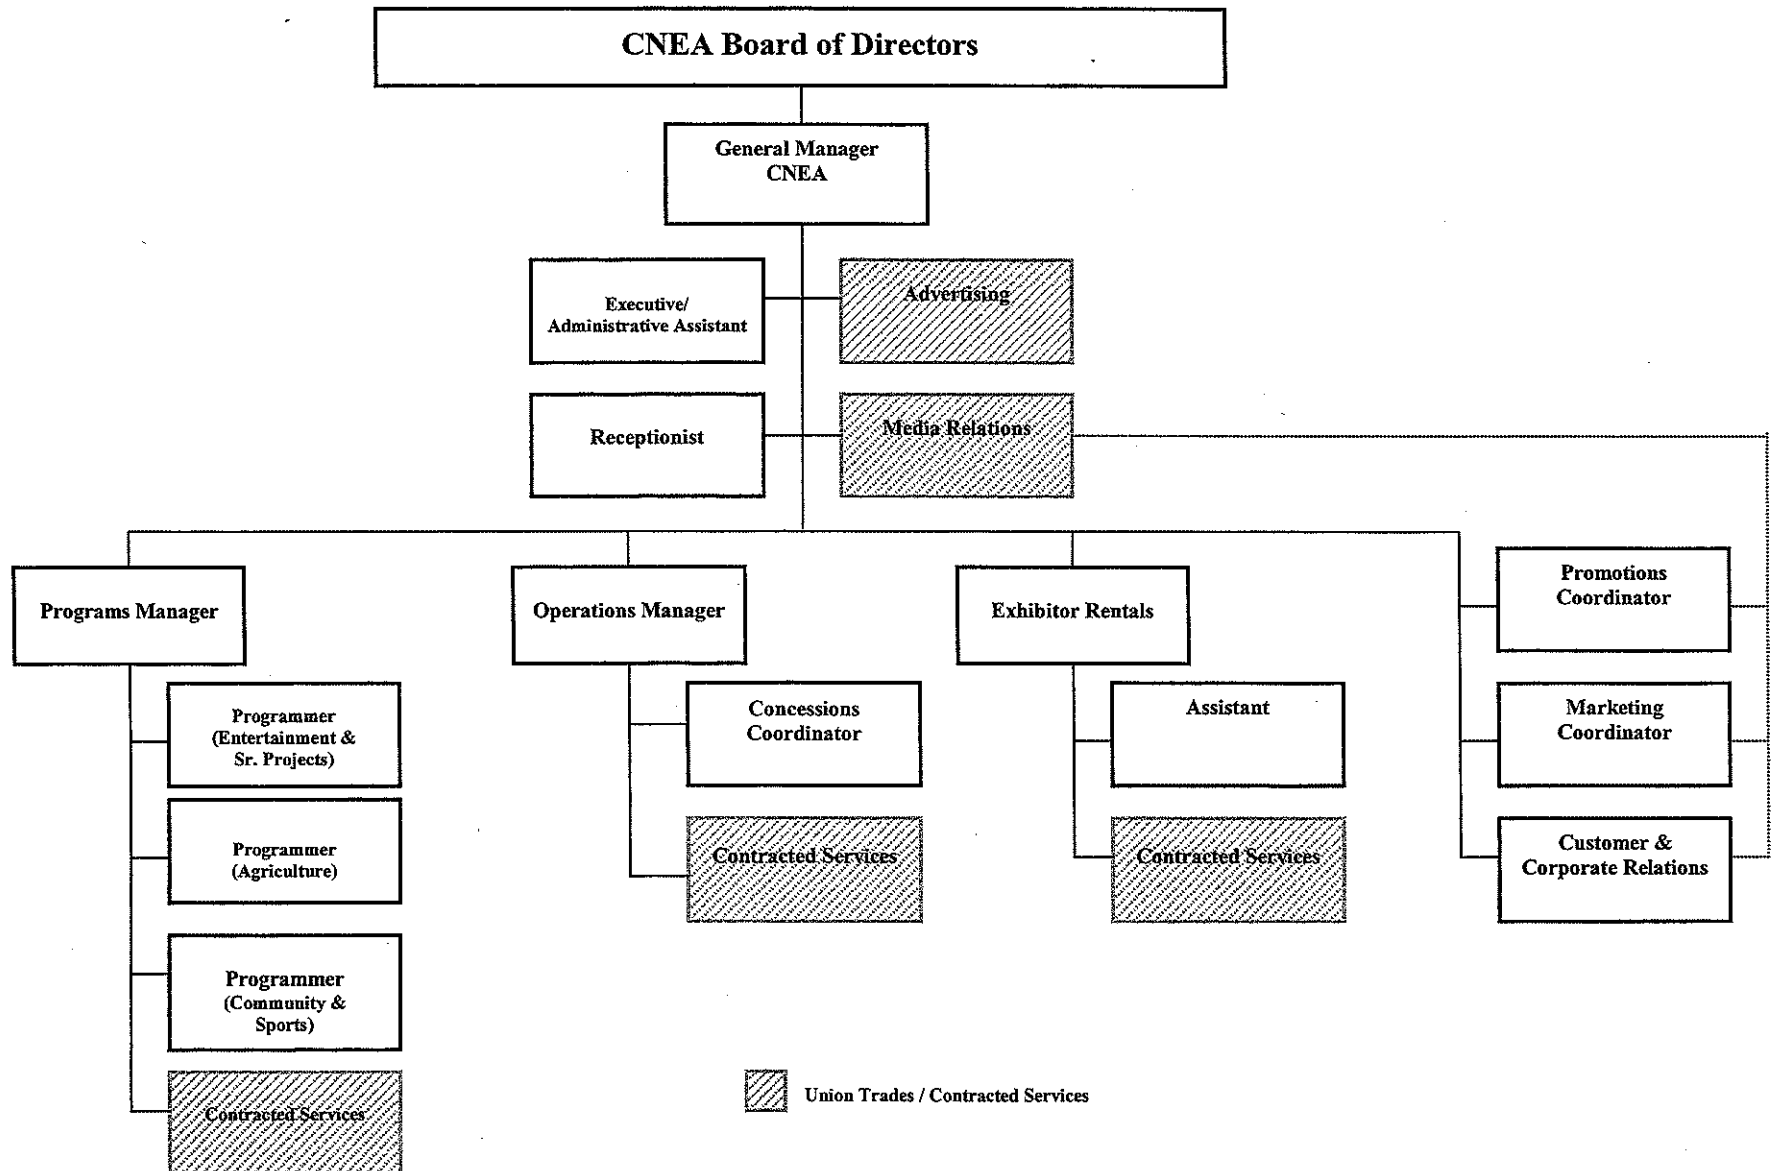 CNEA Board of Directors
General Manager
CNEA
Executive/
Administrative Assistant
Advertising
Receptionist
Media Relations
Programs Manager
Operations Manager
Exhibitor Rentals
Promotions
Coordinator
Programmer
(Entertainment &
Sr. Projects)
Concessions
Coordinator
Assistant
Marketing
Coordinator
Programmer
(Agriculture)
Contracted Services
Contracted Services
Customer &
Corporate Relations
Programmer
(Community &
Sports)
Contracted Services
Union Trades / Contracted Services